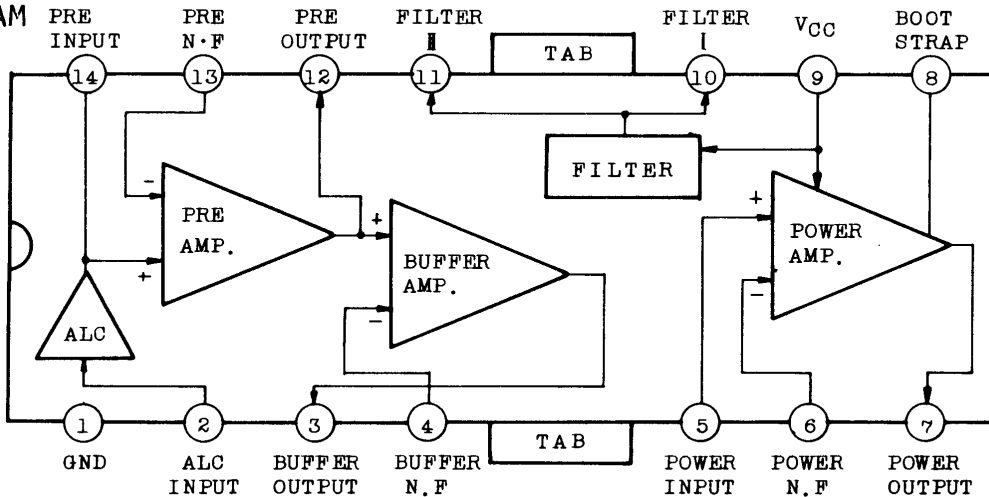 AM
PRE INPUT
PRE N·F
PRE OUTPUT
FILTER II
TAB
FILTER I
VCC
BOOT STRAP
14
13
12
11
10
9
8
FILTER
-
PRE AMP.
+
+
BUFFER AMP.
-
+
POWER AMP.
-
ALC
1
2
3
4
TAB
5
6
7
GND
ALC INPUT
BUFFER OUTPUT
BUFFER N.F
POWER INPUT
POWER N.F
POWER OUTPUT